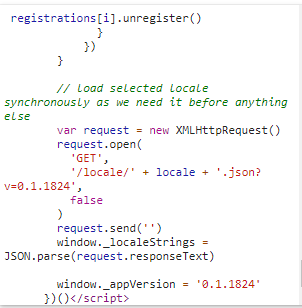 registrations[i].unregister()
}
})
}
// load selected locale
synchronously as we need it before anything
else
var request = new XMLHttpRequest()
request.open(
'GET',
'/locale/' + locale + '.json?
v=0.1.1824',
false
)
request.send('')
window._localeStrings =
JSON.parse(request.responseText)
window._appVersion = '0.1.1824'
})()</script>